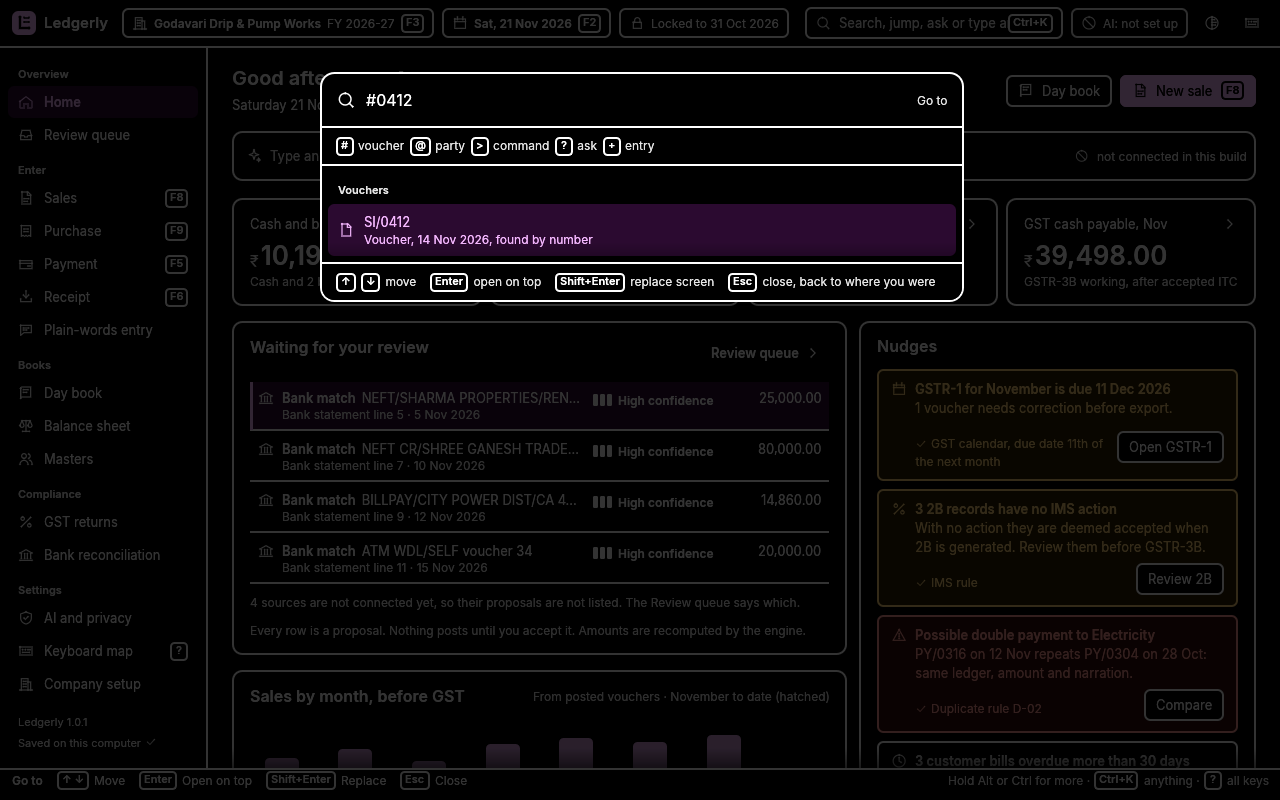 Ledgerly
Godavari Drip & Pump Works FY 2026-27 F3
Sat, 21 Nov 2026 F2
Locked to 31 Oct 2026
Search, jump, ask or type a Ctrl+K
AI: not set up
Overview
Home
Review queue
Enter
Sales F8
Purchase F9
Payment F5
Receipt F6
Plain-words entry
Books
Day book
Balance sheet
Masters
Compliance
GST returns
Bank reconciliation
Settings
AI and privacy
Keyboard map ?
Company setup
Ledgerly 1.0.1
Saved on this computer
Good afte
Saturday 21 No
Day book
New sale F8
#0412
Go to
# voucher @ party > command ? ask + entry
Vouchers
SI/0412
Voucher, 14 Nov 2026, found by number
↑ ↓ move Enter open on top Shift+Enter replace screen Esc close, back to where you were
Type an
not connected in this build
Cash and b
₹10,19
Cash and 2 b
GST cash payable, Nov
₹39,498.00
GSTR-3B working, after accepted ITC
Waiting for your review
Review queue
Bank match NEFT/SHARMA PROPERTIES/REN... High confidence 25,000.00
Bank statement line 5 · 5 Nov 2026
Bank match NEFT CR/SHREE GANESH TRADE... High confidence 80,000.00
Bank statement line 7 · 10 Nov 2026
Bank match BILLPAY/CITY POWER DIST/CA 4... High confidence 14,860.00
Bank statement line 9 · 12 Nov 2026
Bank match ATM WDL/SELF voucher 34 High confidence 20,000.00
Bank statement line 11 · 15 Nov 2026
4 sources are not connected yet, so their proposals are not listed. The Review queue says which.
Every row is a proposal. Nothing posts until you accept it. Amounts are recomputed by the engine.
Sales by month, before GST
From posted vouchers · November to date (hatched)
Nudges
GSTR-1 for November is due 11 Dec 2026
1 voucher needs correction before export.
✓ GST calendar, due date 11th of
the next month
Open GSTR-1
3 2B records have no IMS action
With no action they are deemed accepted when
2B is generated. Review them before GSTR-3B.
✓ IMS rule
Review 2B
Possible double payment to Electricity
PY/0316 on 12 Nov repeats PY/0304 on 28 Oct:
same ledger, amount and narration.
✓ Duplicate rule D-02
Compare
3 customer bills overdue more than 30 days
Go to ↑ ↓ Move Enter Open on top Shift+Enter Replace Esc Close
Hold Alt or Ctrl for more · Ctrl+K anything · ? all keys